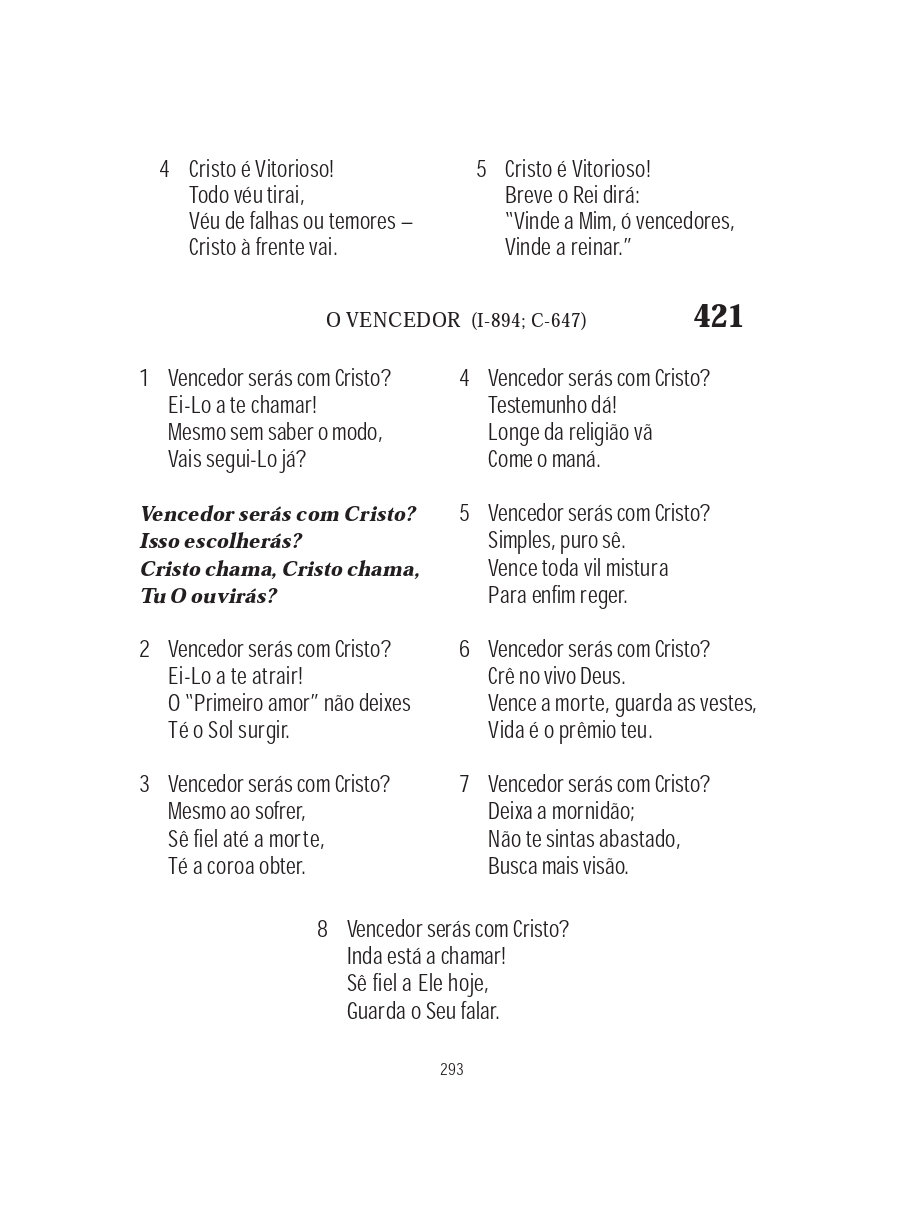 4 Cristo é Vitorioso!
Todo véu tirai,
Véu de falhas ou temores –
Cristo à frente vai.
5 Cristo é Vitorioso!
Breve o Rei dirá:
“Vinde a Mim, ó vencedores,
Vinde a reinar.”
O VENCEDOR (I-894; C-647) 421
1 Vencedor serás com Cristo?
Ei-Lo a te chamar!
Mesmo sem saber o modo,
Vais segui-Lo já?
Vencedor serás com Cristo?
Isso escolherás?
Cristo chama, Cristo chama,
Tu O ouvirás?
2 Vencedor serás com Cristo?
Ei-Lo a te atrair!
O “Primeiro amor” não deixes
Té o Sol surgir.
3 Vencedor serás com Cristo?
Mesmo ao sofrer,
Sê fiel até a morte,
Té a coroa obter.
4 Vencedor serás com Cristo?
Testemunho dá!
Longe da religião vã
Come o maná.
5 Vencedor serás com Cristo?
Simples, puro sê.
Vence toda vil mistura
Para enfim reger.
6 Vencedor serás com Cristo?
Crê no vivo Deus.
Vence a morte, guarda as vestes,
Vida é o prêmio teu.
7 Vencedor serás com Cristo?
Deixa a mornidão;
Não te sintas abastado,
Busca mais visão.
8 Vencedor serás com Cristo?
Inda está a chamar!
Sê fiel a Ele hoje,
Guarda o Seu falar.
293